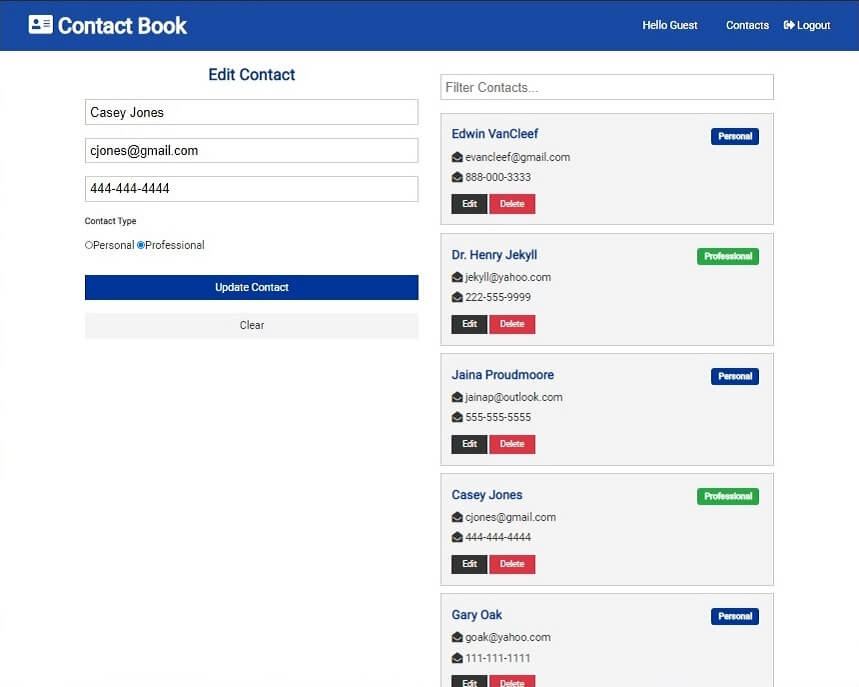 Contact Book
Hello Guest Contacts Logout
Edit Contact
Casey Jones
cjones@gmail.com
444-444-4444
Contact Type
Personal Professional
Update Contact
Clear
Filter Contacts...
Edwin VanCleef Personal
evancleef@gmail.com
888-000-3333
Edit Delete
Dr. Henry Jekyll Professional
jekyll@yahoo.com
222-555-9999
Edit Delete
Jaina Proudmoore Personal
jainap@outlook.com
555-555-5555
Edit Delete
Casey Jones Professional
cjones@gmail.com
444-444-4444
Edit Delete
Gary Oak Personal
goak@yahoo.com
111-111-1111
Edit Delete